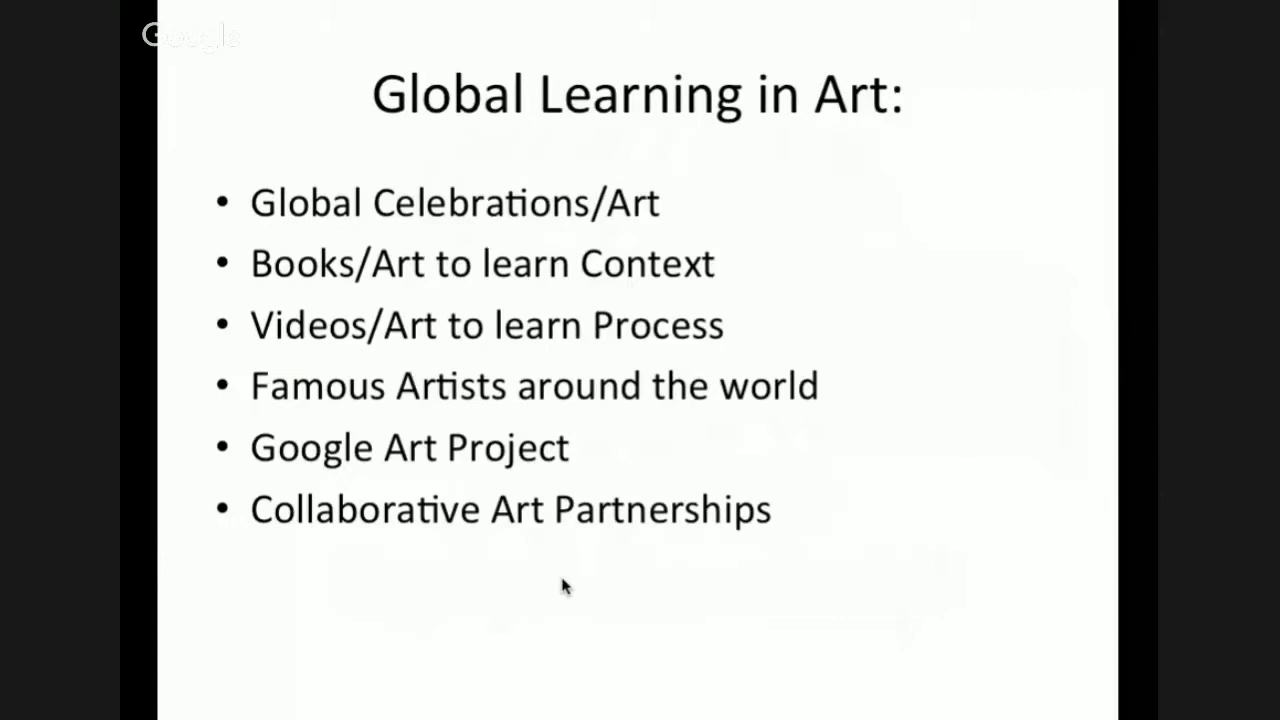 Google
Global Learning in Art:
• Global Celebrations/Art
• Books/Art to learn Context
• Videos/Art to learn Process
• Famous Artists around the world
• Google Art Project
• Collaborative Art Partnerships